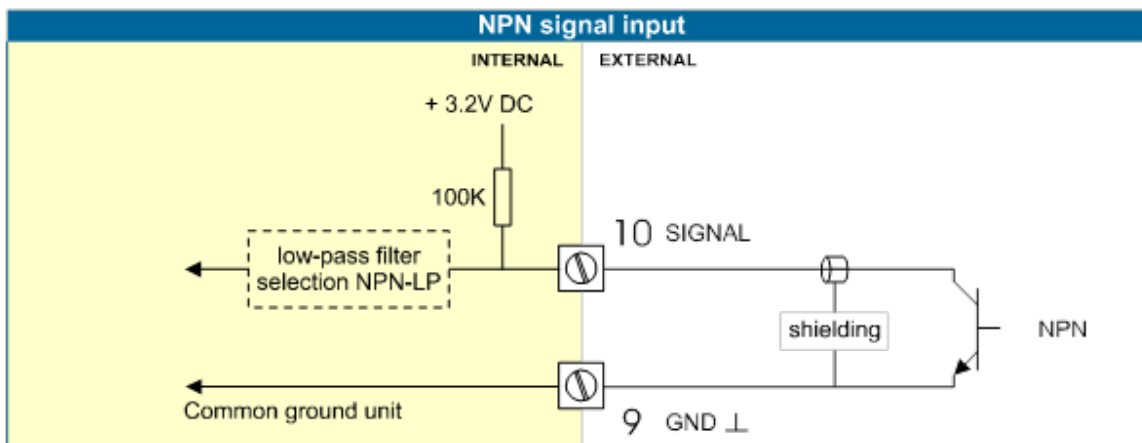 NPN signal input
INTERNAL
EXTERNAL
+ 3.2V DC
100K
10 SIGNAL
low-pass filter
selection NPN-LP
shielding
NPN
Common ground unit
9 GND ⊥